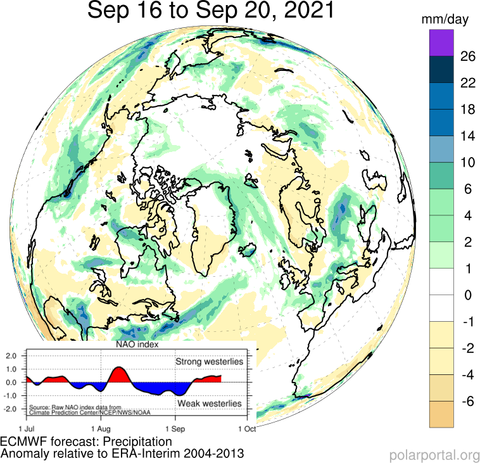 Sep 16 to Sep 20, 2021
mm/day
26
22
18
14
10
6
4
2
1
0
-1
-2
-4
-6
NAO index
2.0
1.0
0.0
-1.0
-2.0
Strong westerlies
Weak westerlies
Source: Raw NAO index data from
Climate Prediction Center/NCEP/NWS/NOAA
1 Jul
1 Aug
1 Sep
1 Oct
ECMWF forecast: Precipitation
Anomaly relative to ERA-Interim 2004-2013
polarportal.org